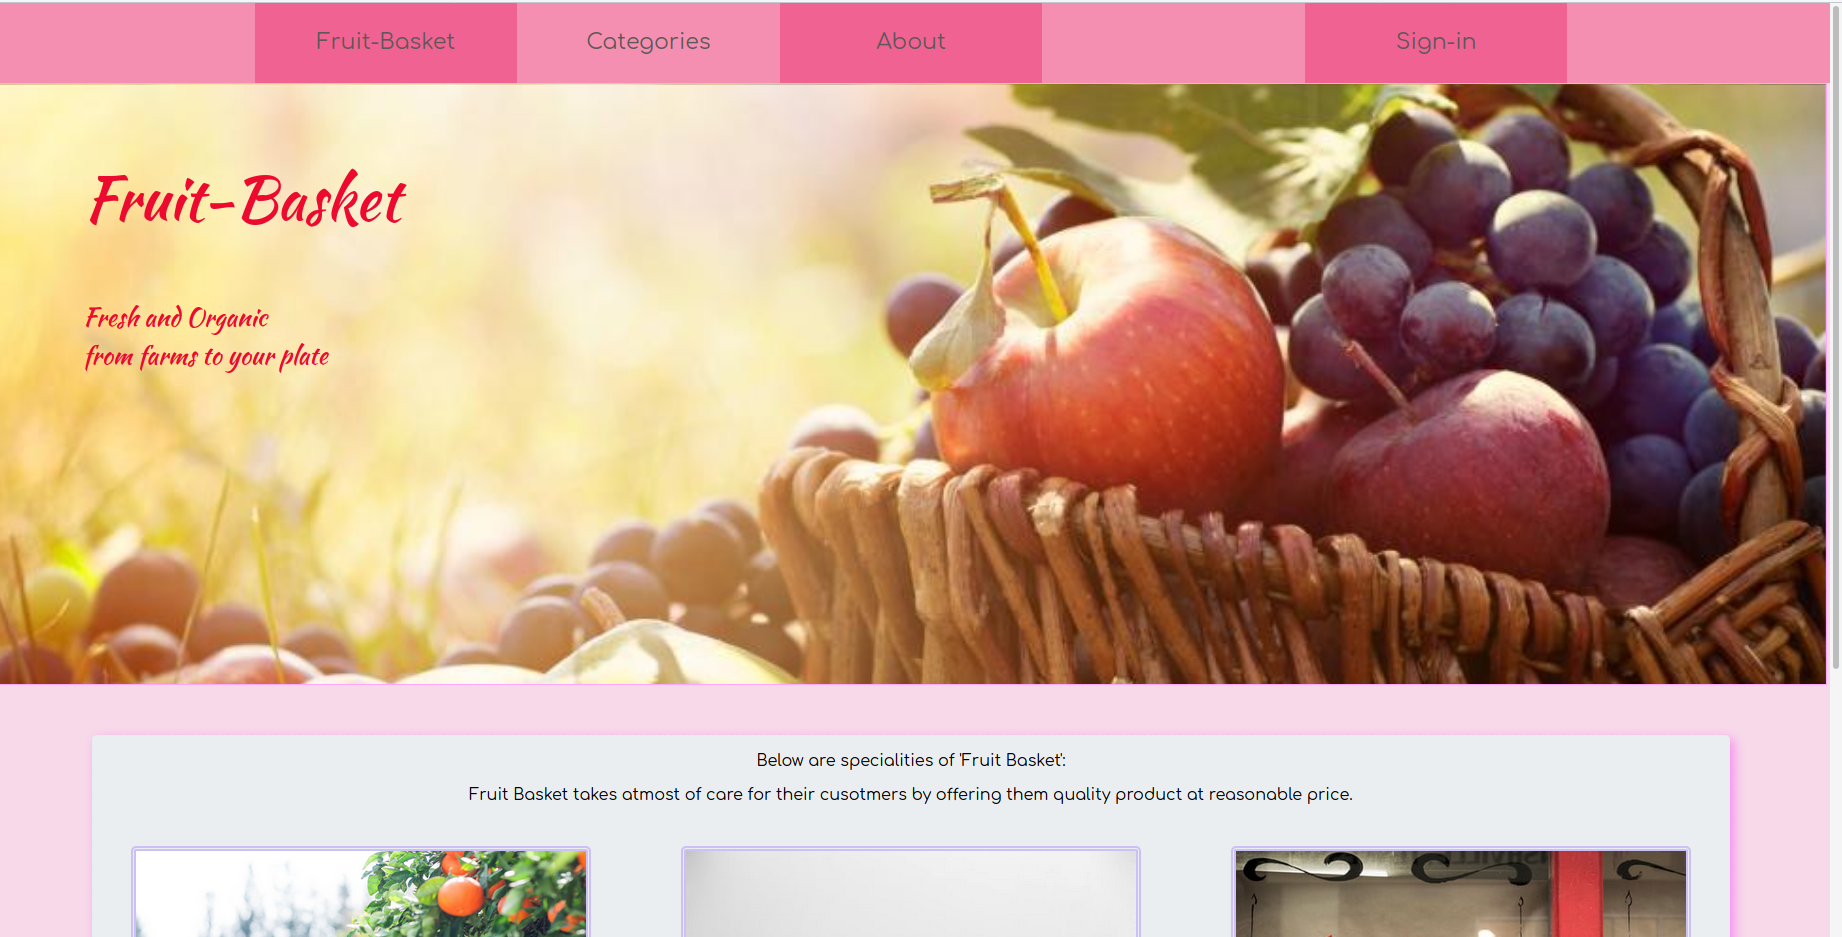 Fruit-Basket
Categories
About
Sign-in
Fruit-Basket
Fresh and Organic
from farms to your plate
Below are specialities of 'Fruit Basket':
Fruit Basket takes atmost of care for their cusotmers by offering them quality product at reasonable price.